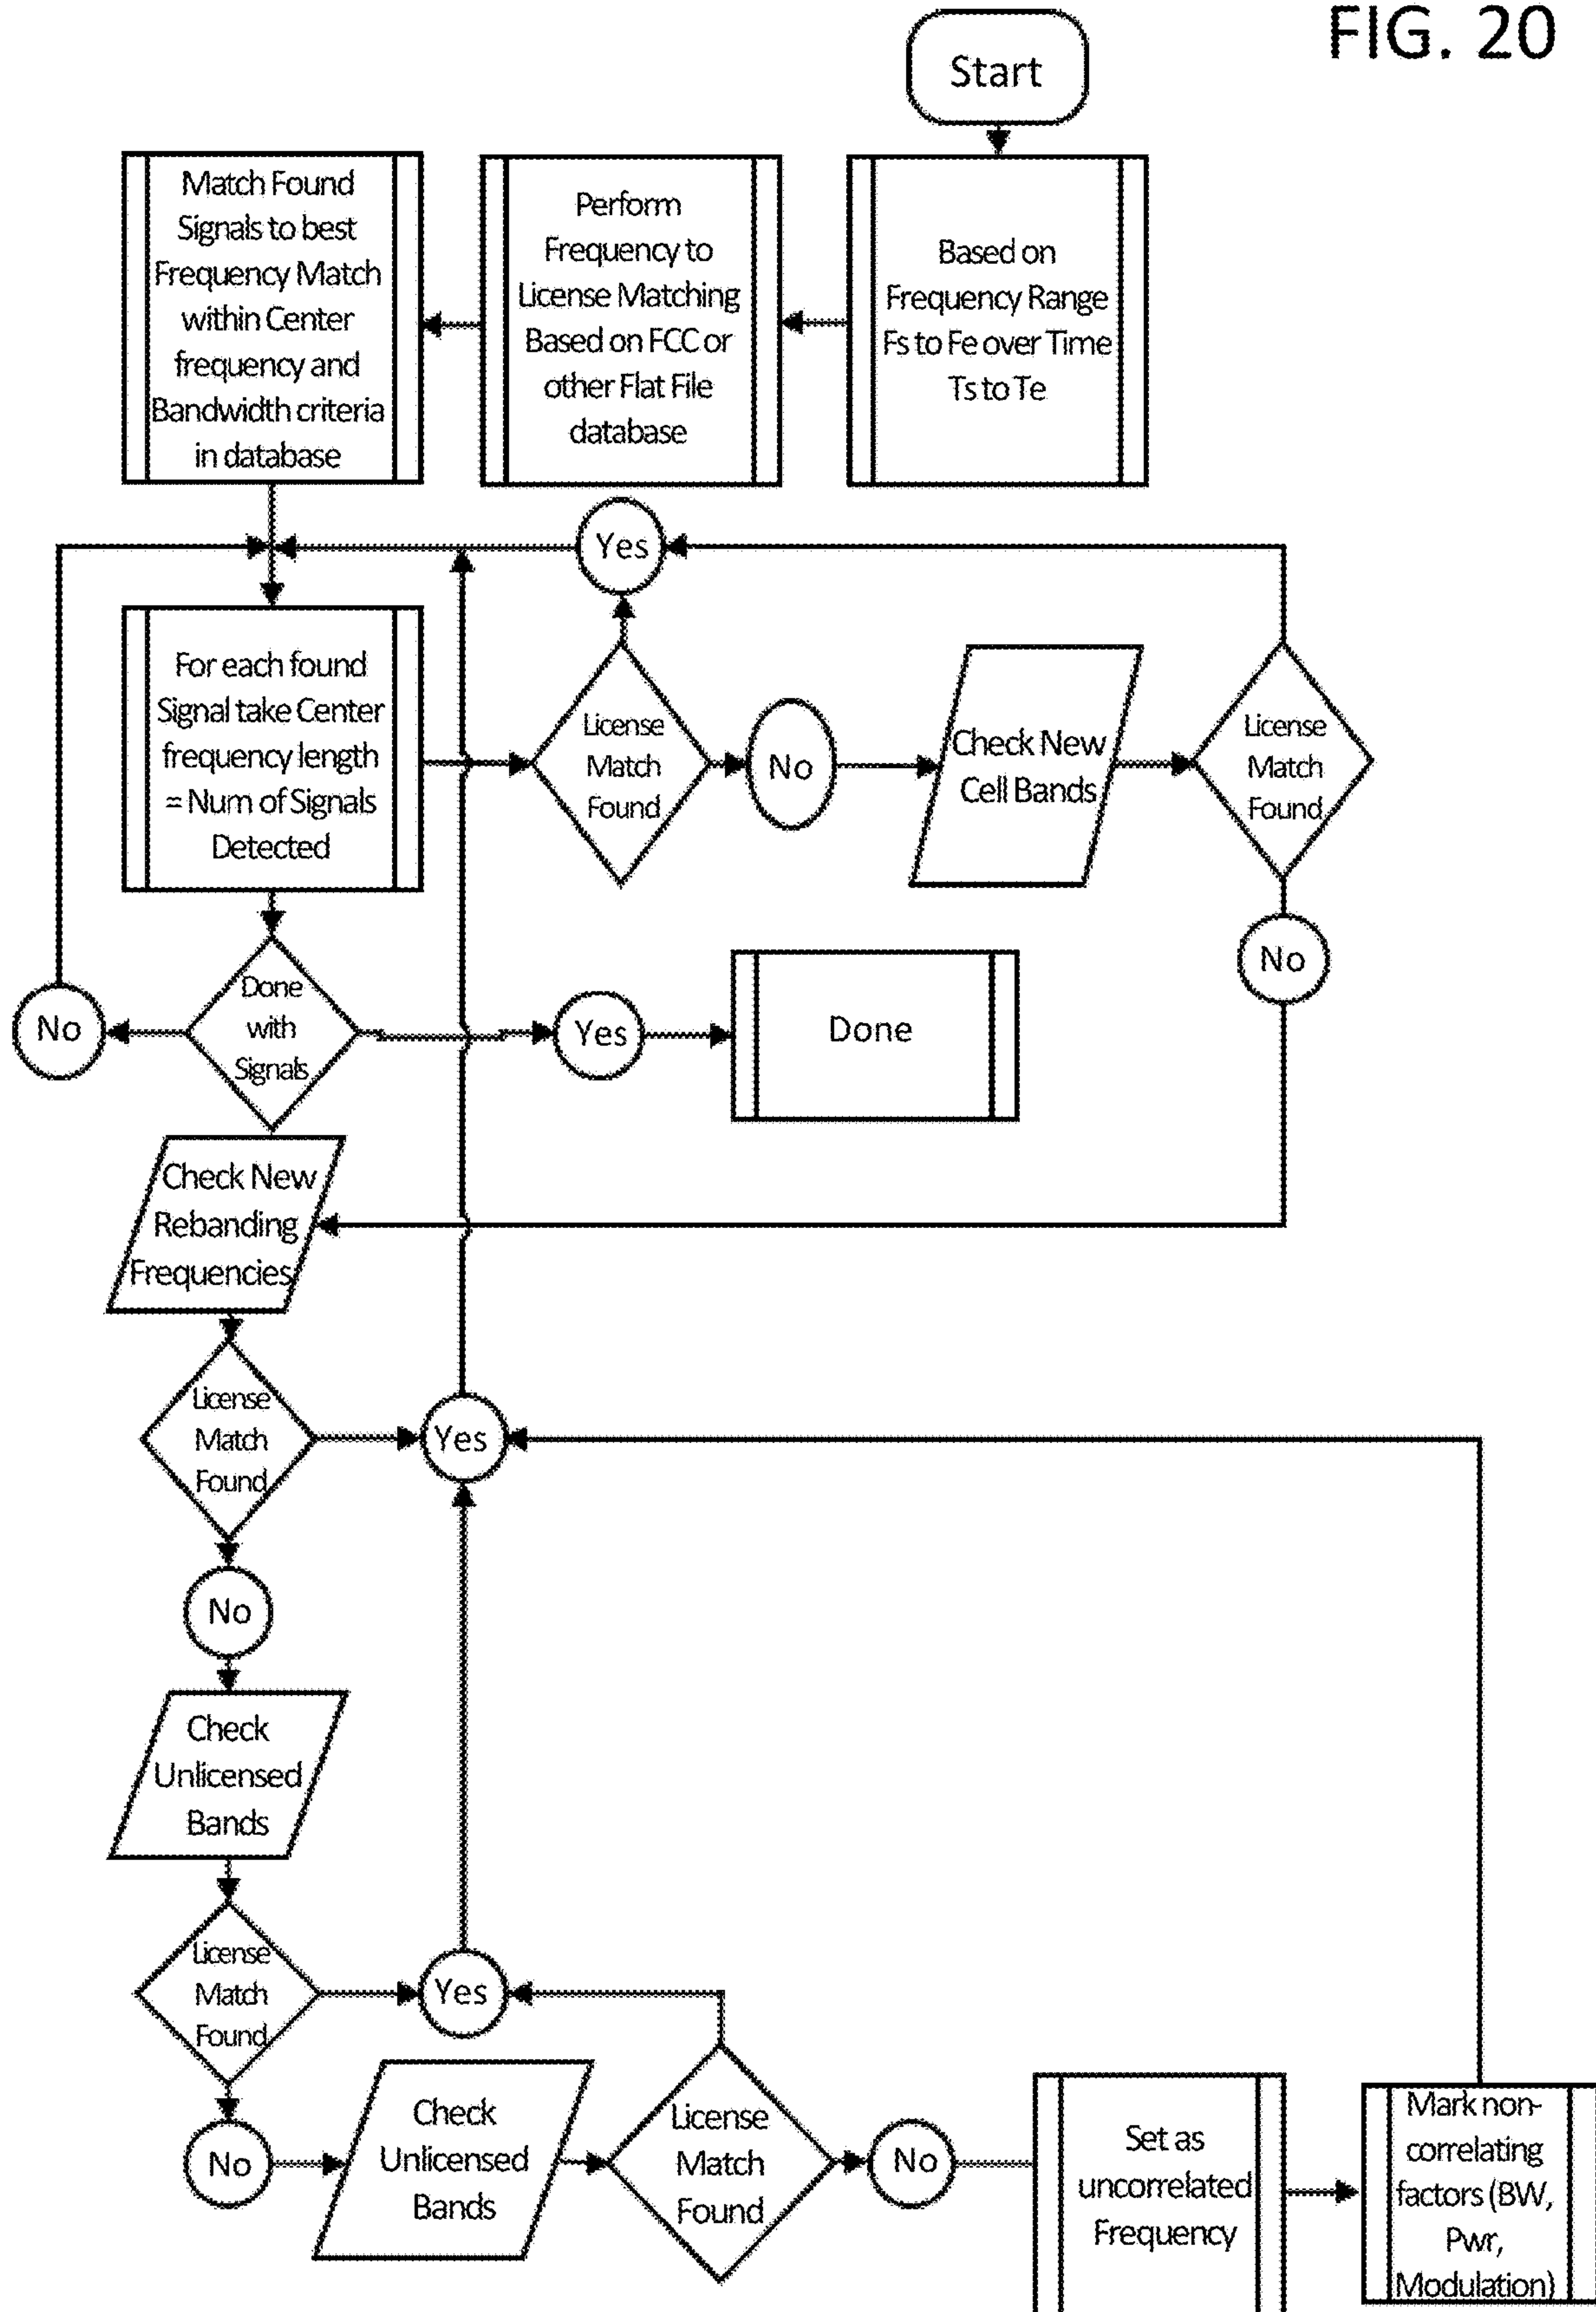 FIG. 20
Start
Match Found
Signals to best
Frequency Match
within Center
frequency and
Bandwidth criteria
in database
Perform
Frequency to
License Matching
Based on FCC or
other Flat File
database
Based on
Frequency Range
Fs to Fe over Time
Ts to Te
Yes
For each found
Signal take Center
frequency length
= Num of Signals
Detected
License
Match
Found
No
Check New
Cell Bands
License
Match
Found
No
No
Done
with
Signals
Yes
Done
Check New
Rebanding
Frequencies
License
Match
Found
Yes
No
Check
Unlicensed
Bands
License
Match
Found
Yes
No
Check
Unlicensed
Bands
License
Match
Found
No
Set as
uncorrelated
Frequency
Mark non-
correlating
factors (BW,
Pwr,
Modulation)